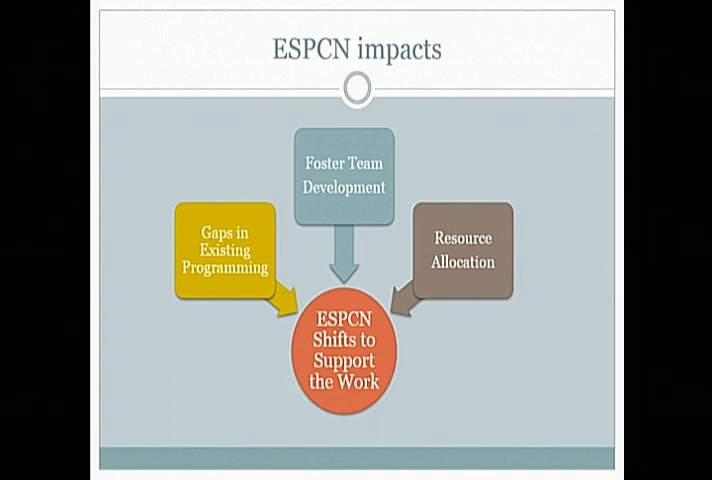 ESPCN impacts
Foster Team
Development
Gaps in
Existing
Programming
Resource
Allocation
ESPCN
Shifts to
Support
the Work